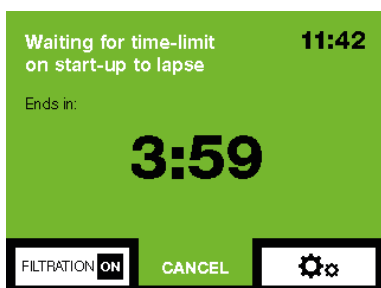 Waiting for time-limit 11:42
on start-up to lapse
Ends in:
3:59
FILTRATION ON CANCEL